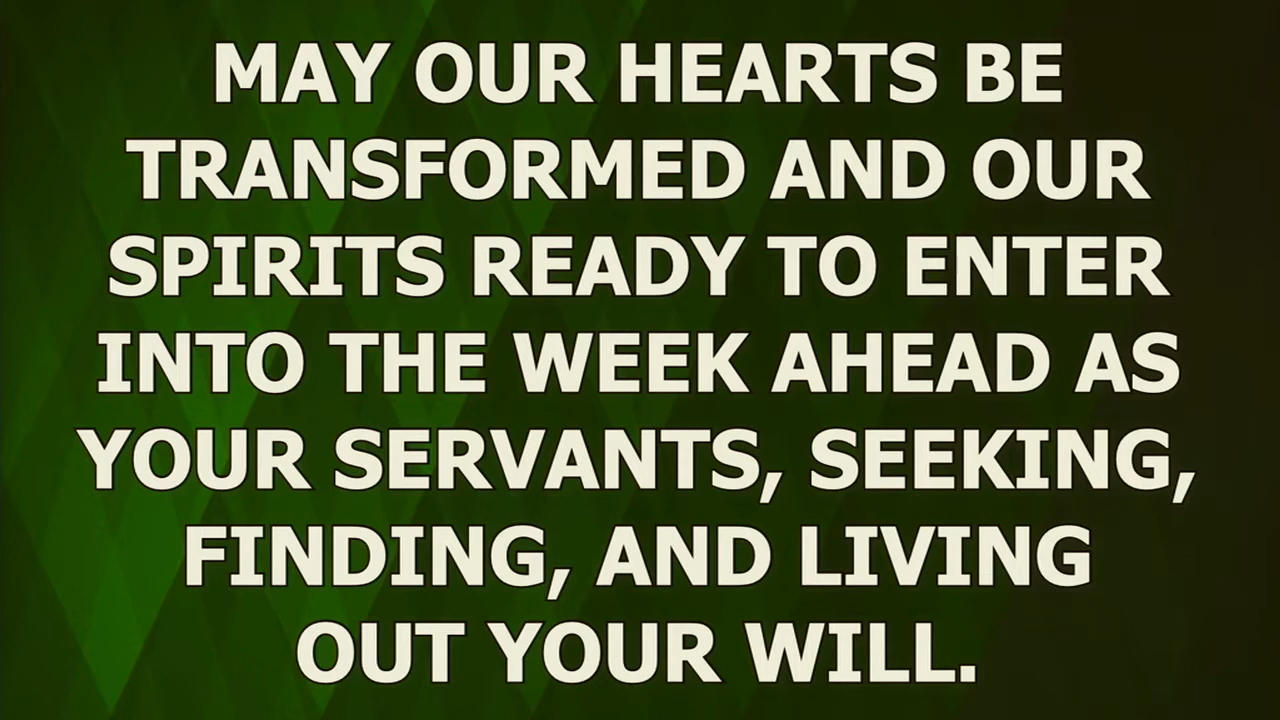 MAY OUR HEARTS BE
TRANSFORMED AND OUR
SPIRITS READY TO ENTER
INTO THE WEEK AHEAD AS
YOUR SERVANTS, SEEKING,
FINDING, AND LIVING
OUT YOUR WILL.